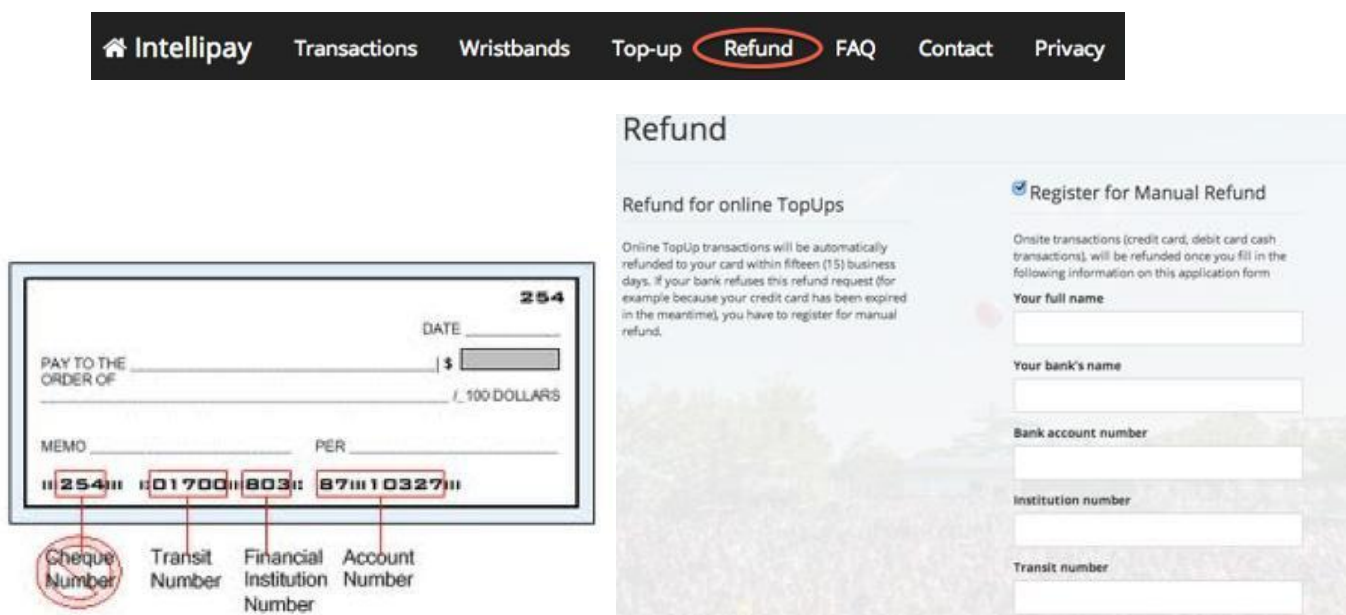 Intellipay Transactions Wristbands Top-up Refund FAQ Contact Privacy
254
DATE
PAY TO THE
ORDER OF
$
/_100 DOLLARS
MEMO PER
254 01700 803 87 10327
Cheque
Number
Transit
Number
Financial
Institution
Number
Account
Number
Refund
Refund for online TopUps
Online TopUp transactions will be automatically
refunded to your card within fifteen (15) business
days. If your bank refuses this refund request (for
example because your credit card has been expired
in the meantime), you have to register for manual
refund.
Register for Manual Refund
Onsite transactions (credit card, debit card cash
transactions), will be refunded once you fill in the
following information on this application form
Your full name
Your bank's name
Bank account number
Institution number
Transit number